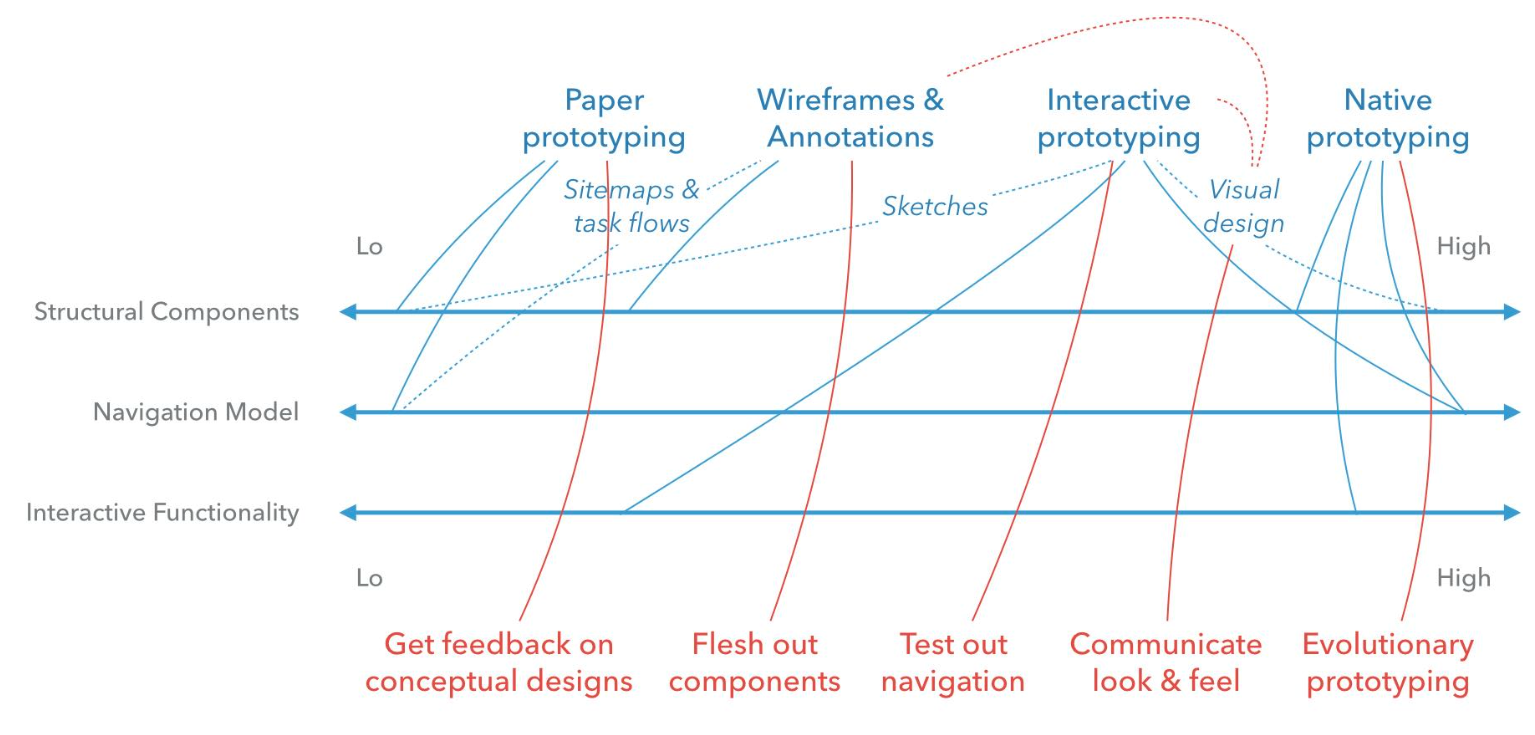 Paper
prototyping
Wireframes &
Annotations
Interactive
prototyping
Native
prototyping
Sitemaps &
task flows
Sketches
Visual
design
Lo
High
Structural Components
Navigation Model
Interactive Functionality
Lo
High
Get feedback on
conceptual designs
Flesh out
components
Test out
navigation
Communicate
look & feel
Evolutionary
prototyping